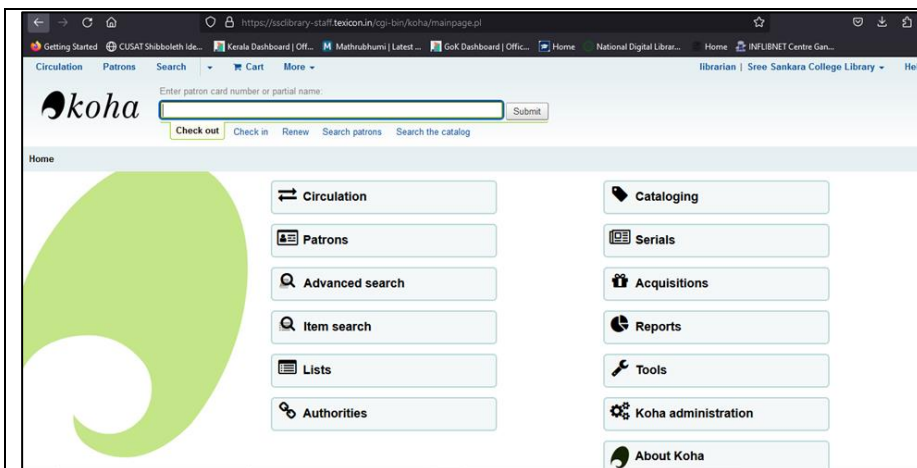 https://ssclibrary-staff.texicon.in/cgi-bin/koha/mainpage.pl
Getting Started CUSAT Shibboleth Ide... Kerala Dashboard | Off... Mathrubhumi | Latest ... GoK Dashboard | Offic... Home National Digital Librar... Home INFLIBNET Centre Gan...
Circulation Patrons Search Cart More librarian | Sree Sankara College Library Hel
koha
Enter patron card number or partial name:
Submit
Check out Check in Renew Search patrons Search the catalog
Home
Circulation
Patrons
Advanced search
Item search
Lists
Authorities
Cataloging
Serials
Acquisitions
Reports
Tools
Koha administration
About Koha